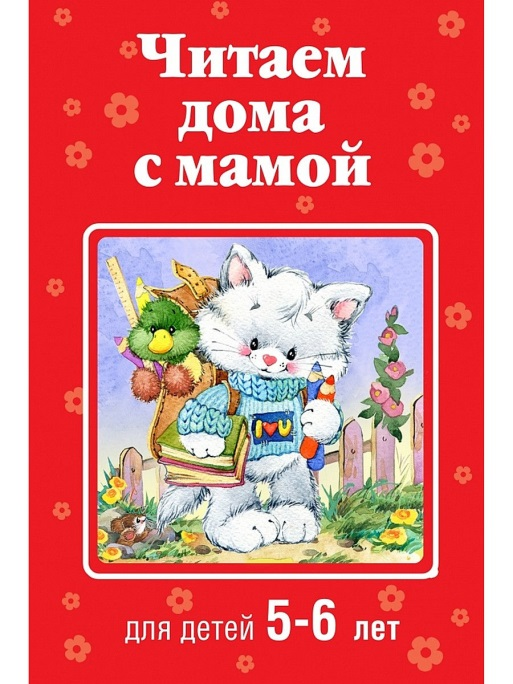 Читаем
дома
с мамой
I ♥ U
для детей 5-6 лет